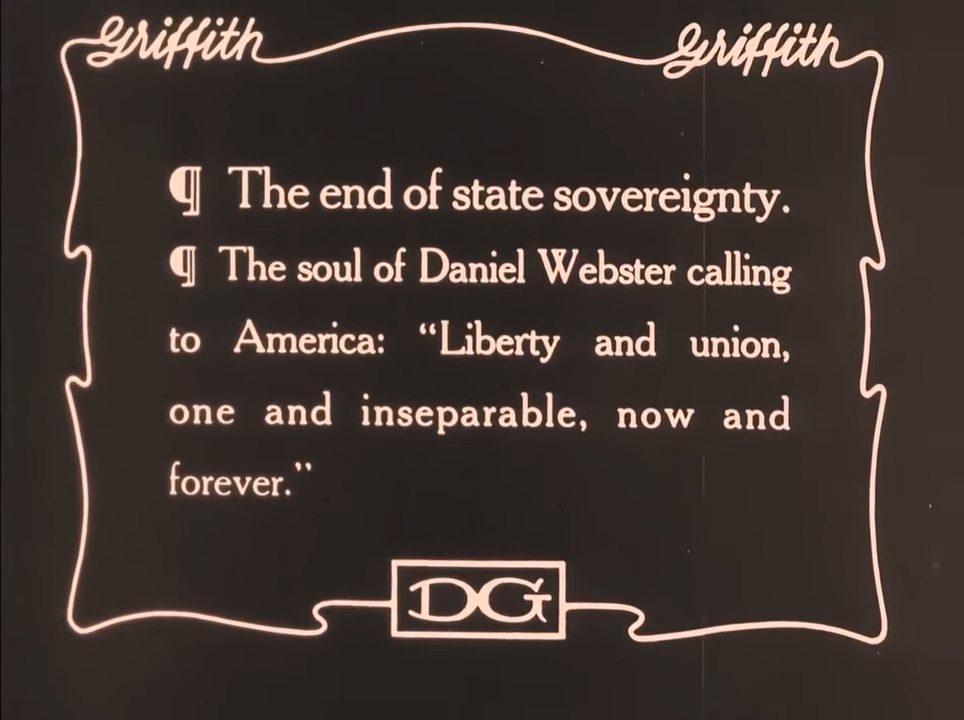 Griffith Griffith
¶ The end of state sovereignty.
¶ The soul of Daniel Webster calling
to America: “Liberty and union,
one and inseparable, now and
forever.”
DG